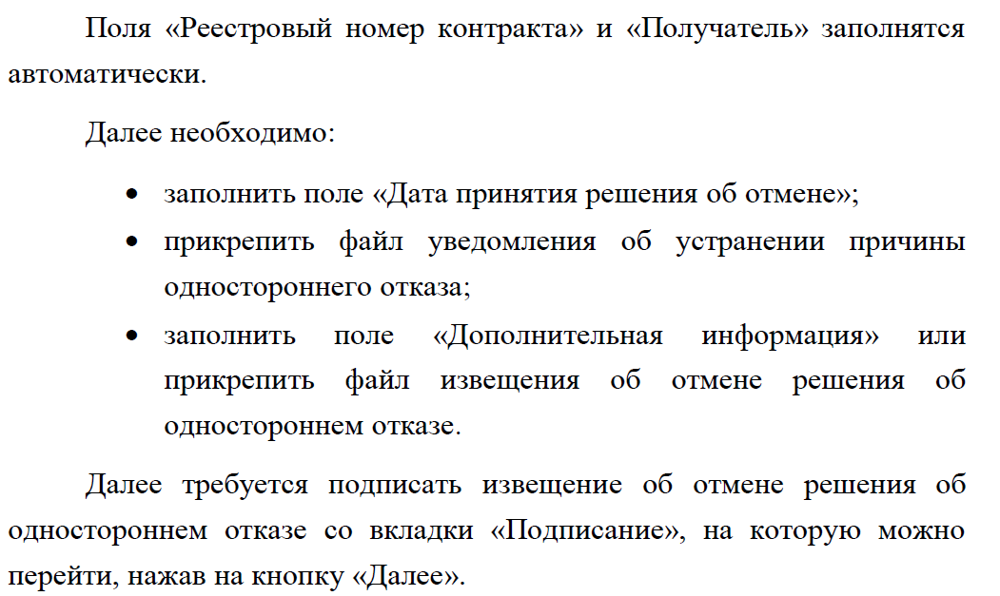 Поля «Реестровый номер контракта» и «Получатель» заполнятся
автоматически.
Далее необходимо:
• заполнить поле «Дата принятия решения об отмене»;
• прикрепить файл уведомления об устранении причины
одностороннего отказа;
• заполнить поле «Дополнительная информация» или
прикрепить файл извещения об отмене решения об
одностороннем отказе.
Далее требуется подписать извещение об отмене решения об
одностороннем отказе со вкладки «Подписание», на которую можно
перейти, нажав на кнопку «Далее».